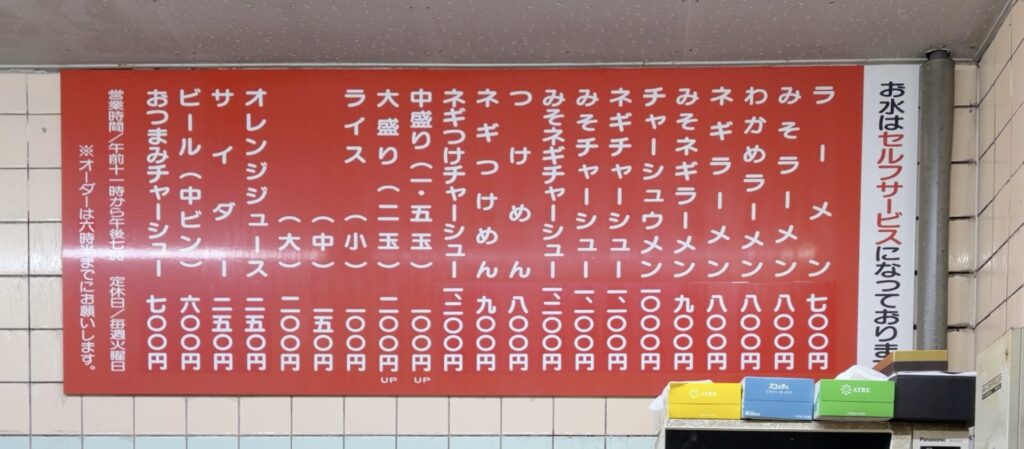 お水はセルフサービスになっております
ラーメン 七〇〇円
みそラーメン 八〇〇円
わかめラーメン 八〇〇円
ネギラーメン 八〇〇円
みそネギラーメン 九〇〇円
チャーシュウメン 一〇〇〇円
ネギチャーシュー 一、一〇〇円
みそチャーシュー 一、一〇〇円
みそネギチャーシュー 一、二〇〇円
つけめん 八〇〇円
ネギつけめん 九〇〇円
ネギつけチャーシュー 一、二〇〇円
中盛り(一・五玉) 一〇〇円UP
大盛り(二玉) 二〇〇円UP
ライス(小) 一〇〇円
(中) 一五〇円
(大) 二〇〇円
オレンジジュース 二五〇円
サイダー 二五〇円
ビール(中ビン) 六〇〇円
おつまみチャーシュー 七〇〇円
営業時間/午前十一時から午後七時 定休日/毎週火曜日
※オーダーは六時半までにお願いします。
ATRE
スコッティ
ATRE
Panasonic